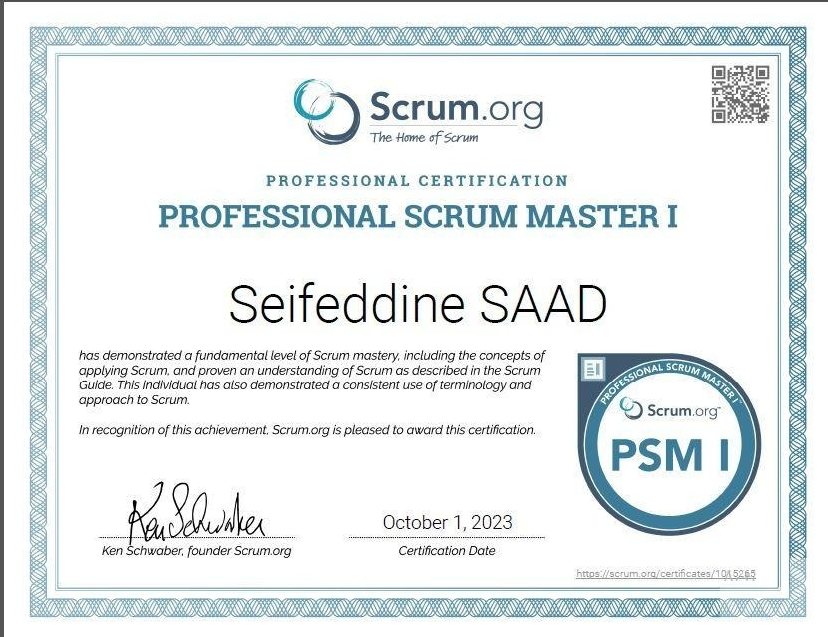 Scrum.org
The Home of Scrum
PROFESSIONAL CERTIFICATION
PROFESSIONAL SCRUM MASTER I
Seifeddine SAAD
has demonstrated a fundamental level of Scrum mastery, including the concepts of
applying Scrum, and proven an understanding of Scrum as described in the Scrum
Guide. This individual has also demonstrated a consistent use of terminology and
approach to Scrum.
In recognition of this achievement, Scrum.org is pleased to award this certification.
PROFESSIONAL SCRUM MASTER I™
Scrum.org™
PSM I
Ken Schwaber
Ken Schwaber, founder Scrum.org
October 1, 2023
Certification Date